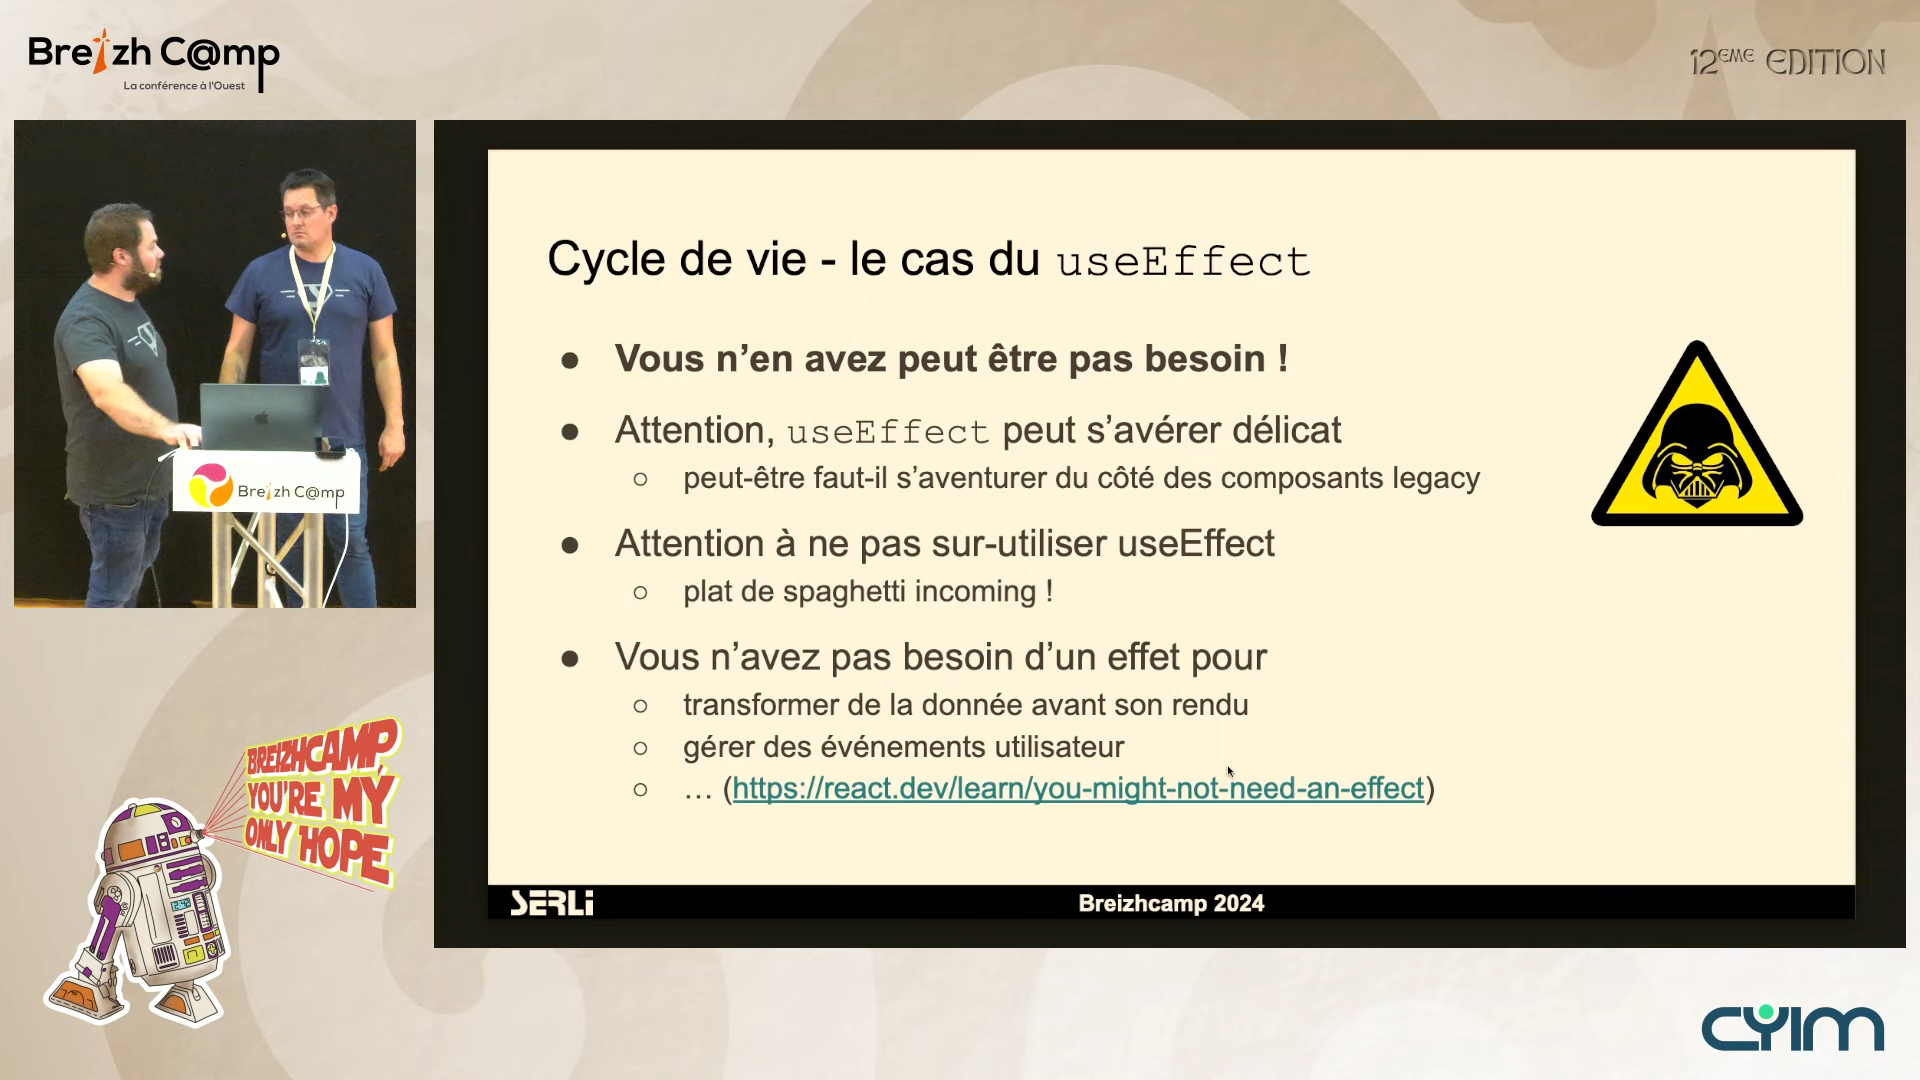 Breizh C@mp
La conférence à l'Ouest
12EME EDITION
Breizh C@mp
Cycle de vie - le cas du useEffect
● Vous n’en avez peut être pas besoin !
● Attention, useEffect peut s’avérer délicat
○ peut-être faut-il s’aventurer du côté des composants legacy
● Attention à ne pas sur-utiliser useEffect
○ plat de spaghetti incoming !
● Vous n’avez pas besoin d’un effet pour
○ transformer de la donnée avant son rendu
○ gérer des événements utilisateur
○ … (https://react.dev/learn/you-might-not-need-an-effect)
SERLI
Breizhcamp 2024
BREIZHCAMP,
YOU'RE MY
ONLY HOPE
CYIM